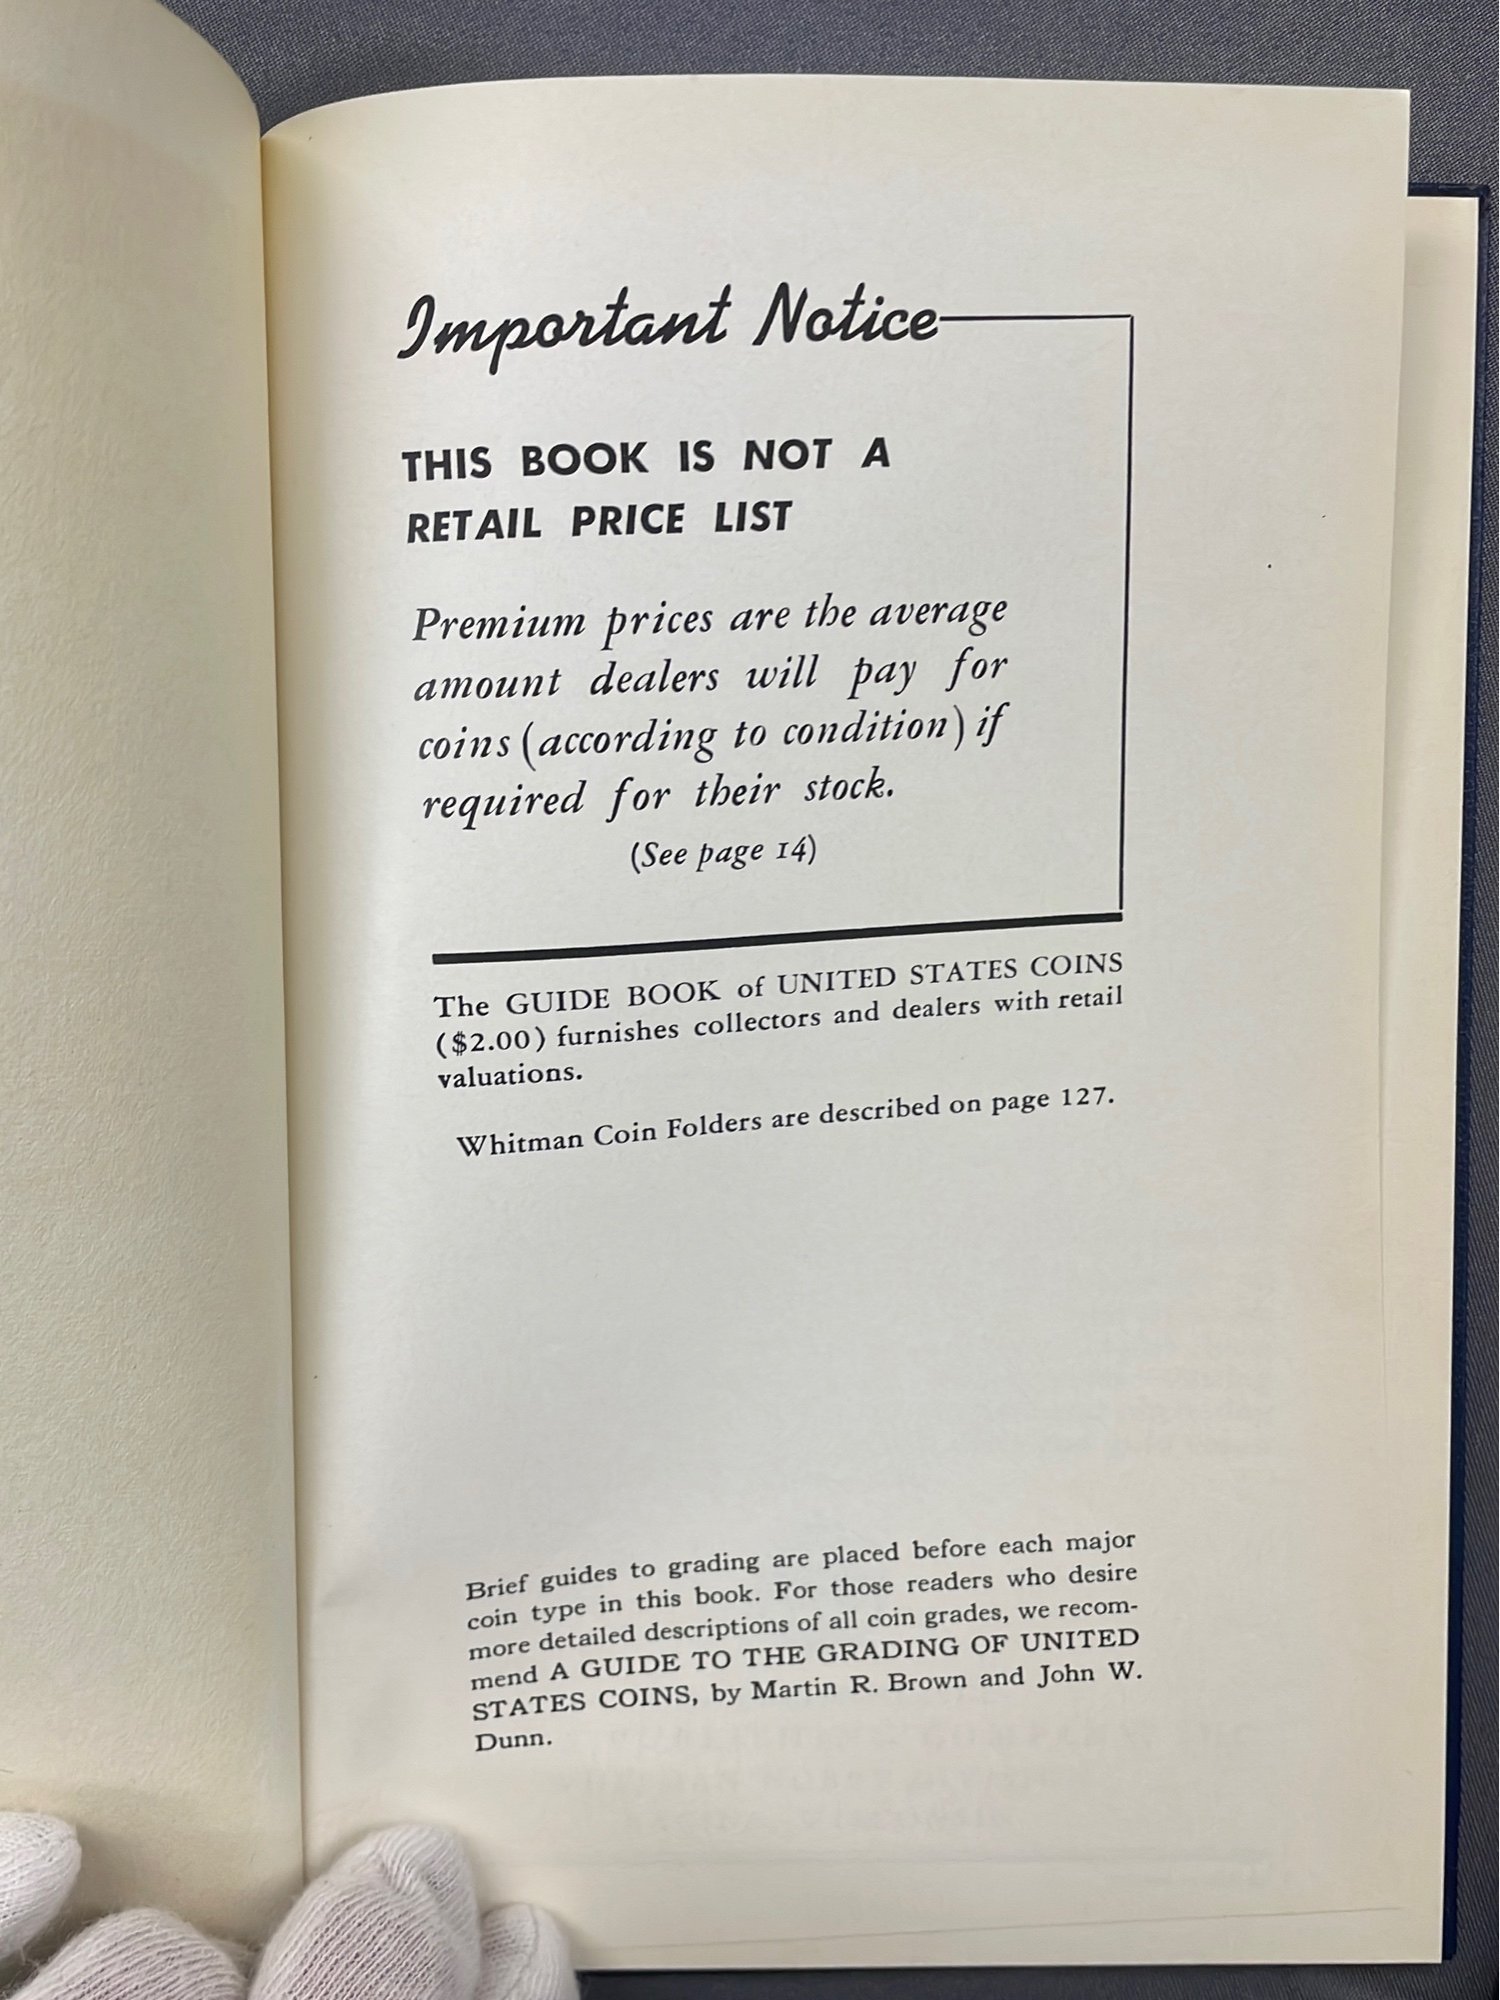 Important Notice
THIS BOOK IS NOT A
RETAIL PRICE LIST
Premium prices are the average
amount dealers will pay for
coins (according to condition) if
required for their stock.
(See page 14)
The GUIDE BOOK of UNITED STATES COINS
($2.00) furnishes collectors and dealers with retail
valuations.
Whitman Coin Folders are described on page 127.
Brief guides to grading are placed before each major
coin type in this book. For those readers who desire
more detailed descriptions of all coin grades, we recom-
mend A GUIDE TO THE GRADING OF UNITED
STATES COINS, by Martin R. Brown and John W.
Dunn.